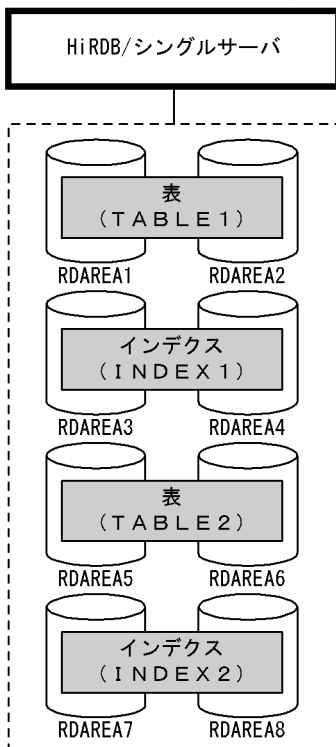 HiRDB/シングルサーバ
表
(TABLE1)
RDAREA1 RDAREA2
インデクス
(INDEX1)
RDAREA3 RDAREA4
表
(TABLE2)
RDAREA5 RDAREA6
インデクス
(INDEX2)
RDAREA7 RDAREA8